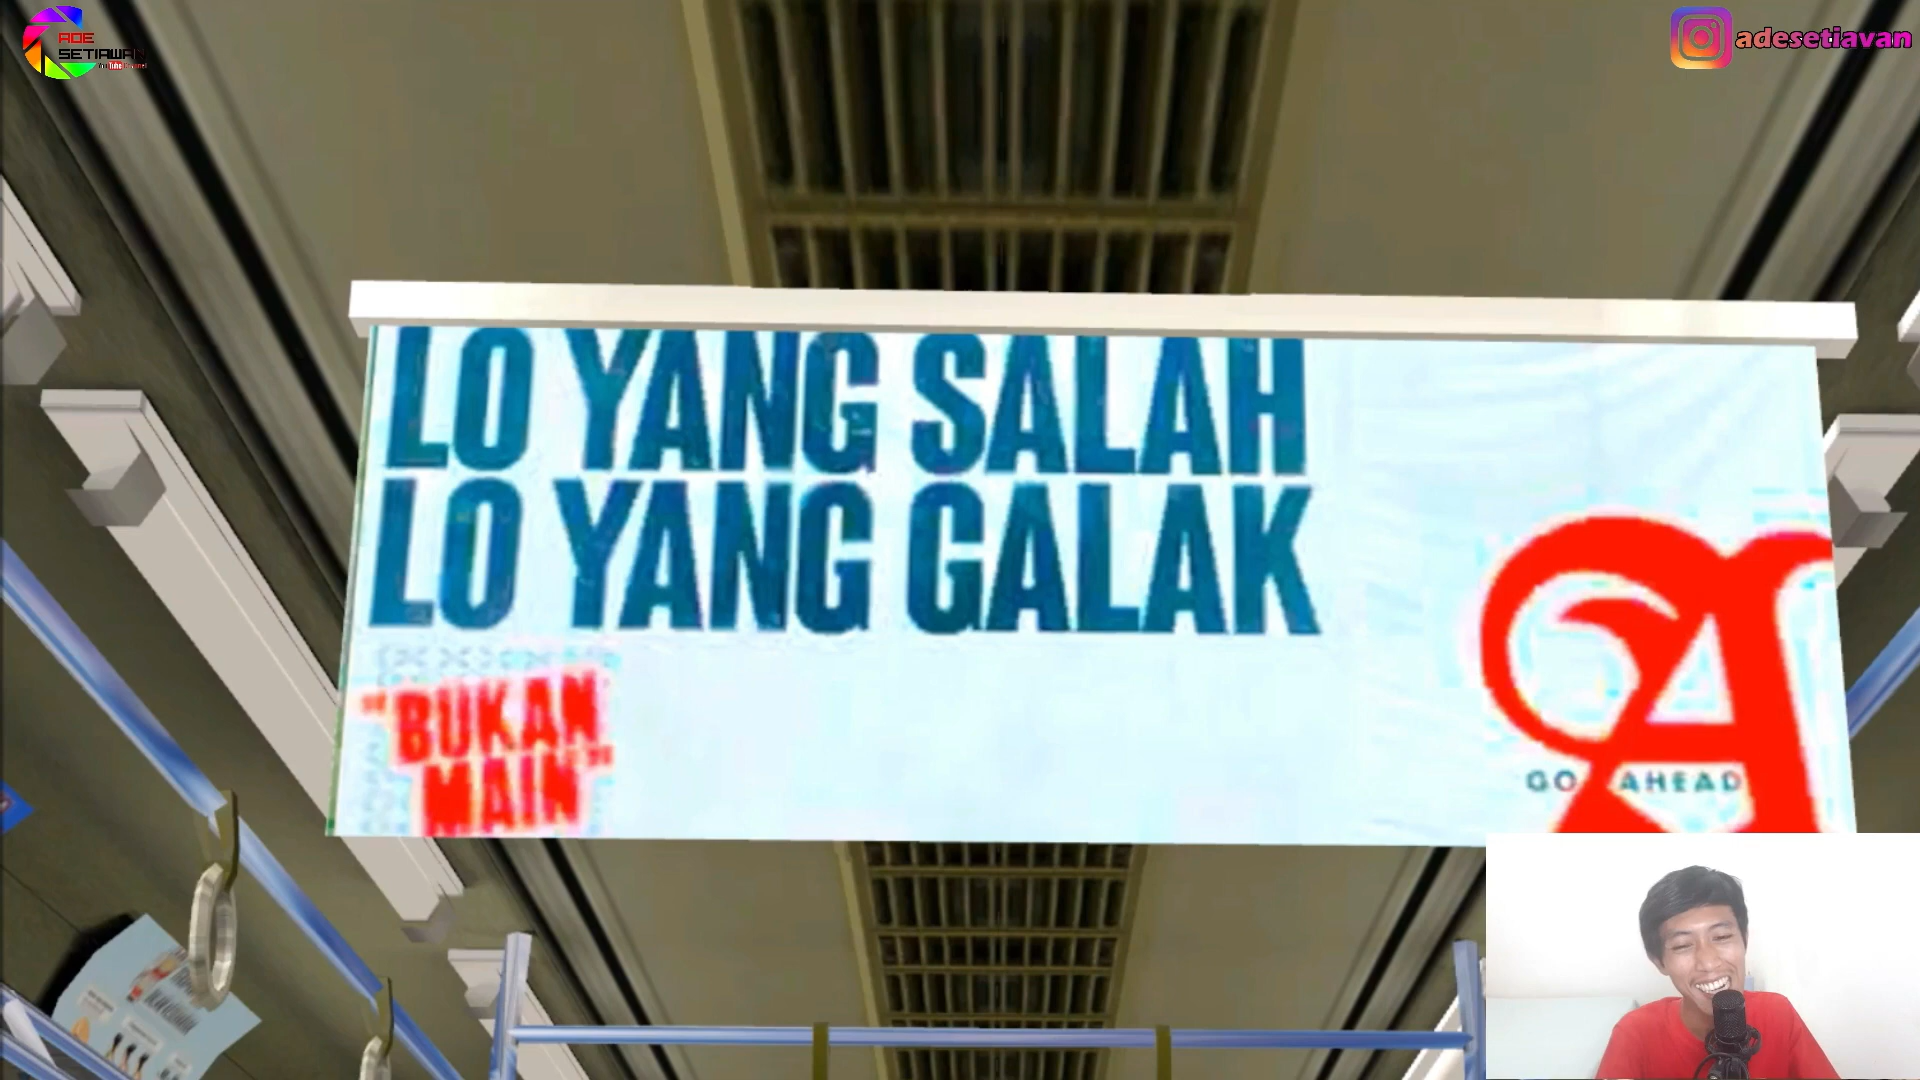 ADE
SETIAWAN
adesetiavan
LO YANG SALAH
LO YANG GALAK
"BUKAN
MAIN"
A
GO AHEAD